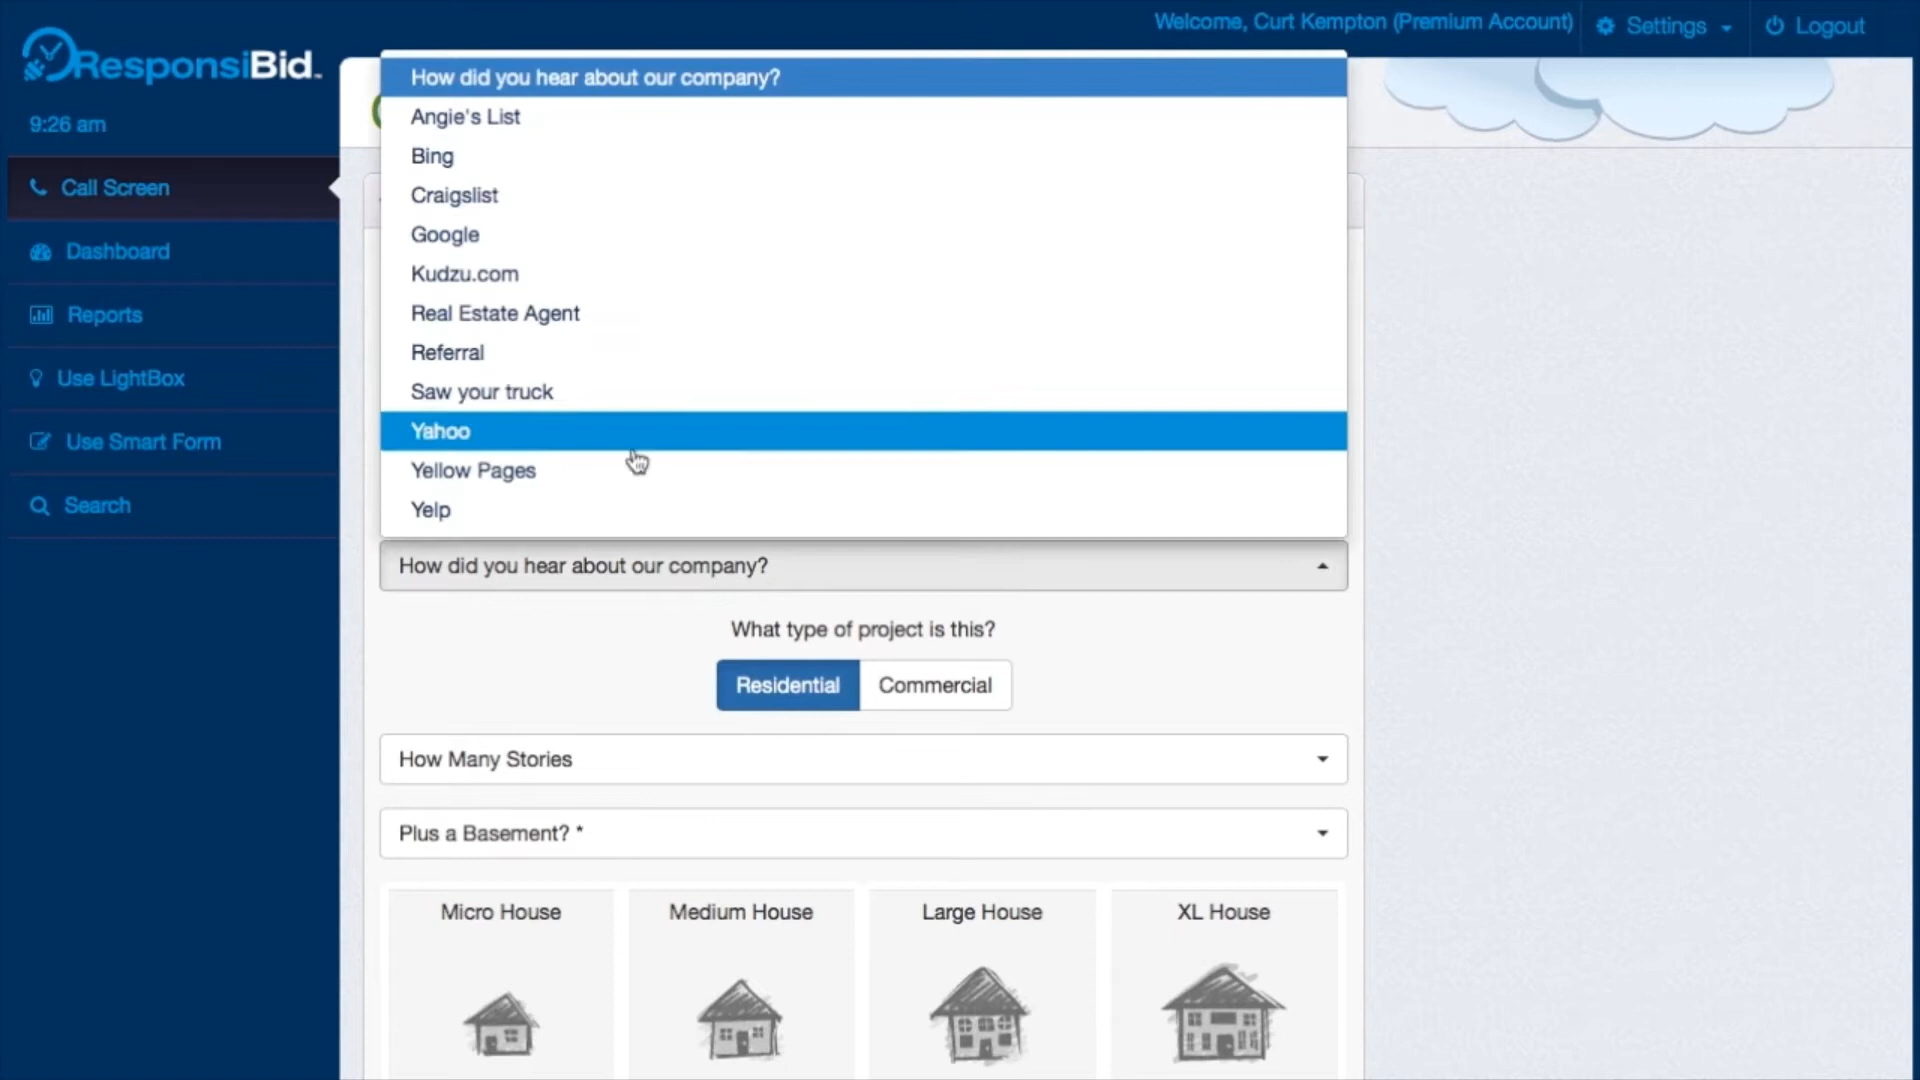 Welcome, Curt Kempton (Premium Account)
Settings
Logout
ResponsiBid™
9:26 am
Call Screen
Dashboard
Reports
Use LightBox
Use Smart Form
Search
How did you hear about our company?
Angie's List
Bing
Craigslist
Google
Kudzu.com
Real Estate Agent
Referral
Saw your truck
Yahoo
Yellow Pages
Yelp
How did you hear about our company?
What type of project is this?
Residential Commercial
How Many Stories
Plus a Basement? *
Micro House Medium House Large House XL House